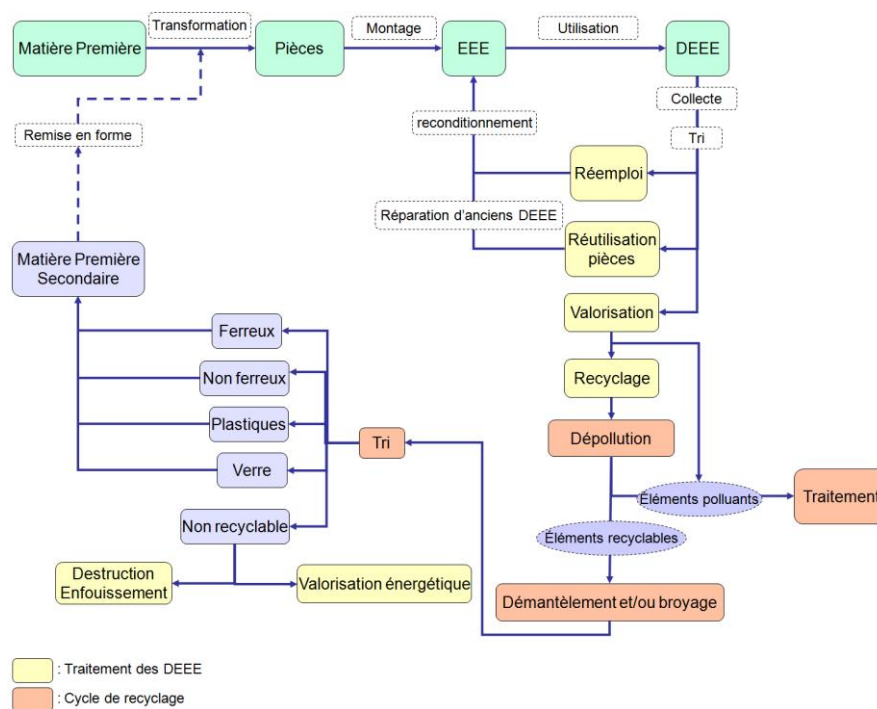 Transformation
Montage
Utilisation
Matière Première
Pièces
EEE
DEEE
Collecte
reconditionnement
Remise en forme
Tri
Réemploi
Réparation d'anciens DEEE
Réutilisation
pièces
Matière Première
Secondaire
Valorisation
Ferreux
Non ferreux
Recyclage
Plastiques
Dépollution
Tri
Verre
Éléments polluants
Traitement
Non recyclable
Éléments recyclables
Destruction
Enfouissement
Valorisation énergétique
Démantèlement et/ou broyage
: Traitement des DEEE
: Cycle de recyclage